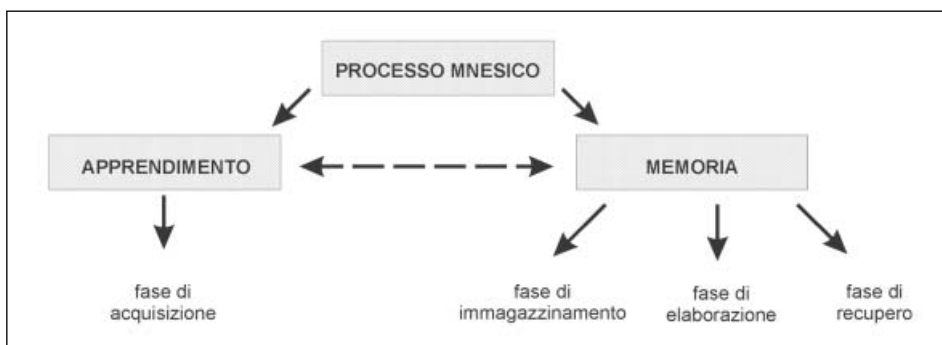 PROCESSO MNESICO
APPRENDIMENTO
MEMORIA
fase di
acquisizione
fase di
immagazzinamento
fase di
elaborazione
fase di
recupero